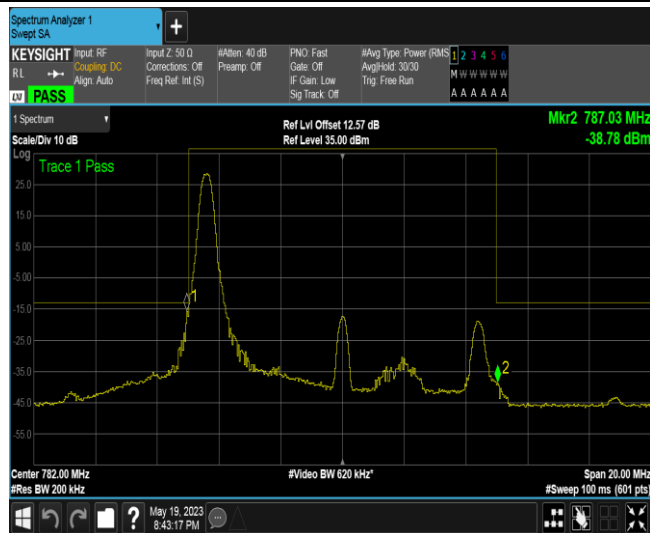 Spectrum Analyzer 1
Swept SA
+
KEYSIGHT
RL
PASS
Input: RF
Coupling: DC
Align: Auto
Input Z: 50 Ω
Corrections: Off
Freq Ref: Int (S)
#Atten: 40 dB
Preamp: Off
PNO: Fast
Gate: Off
IF Gain: Low
Sig Track: Off
#Avg Type: Power (RMS
Avg|Hold: 30/30
Trig: Free Run
1 2 3 4 5 6
M W W W W W
A A A A A A
1 Spectrum
Scale/Div 10 dB
Ref Lvl Offset 12.57 dB
Ref Level 35.00 dBm
Mkr2 787.03 MHz
-38.78 dBm
Log
Trace 1 Pass
25.0
15.0
5.00
-5.00
-15.0
-25.0
-35.0
-45.0
-55.0
1
2
Center 782.00 MHz
#Video BW 620 kHz*
Span 20.00 MHz
#Res BW 200 kHz
#Sweep 100 ms (601 pts)
?
May 19, 2023
8:43:17 PM